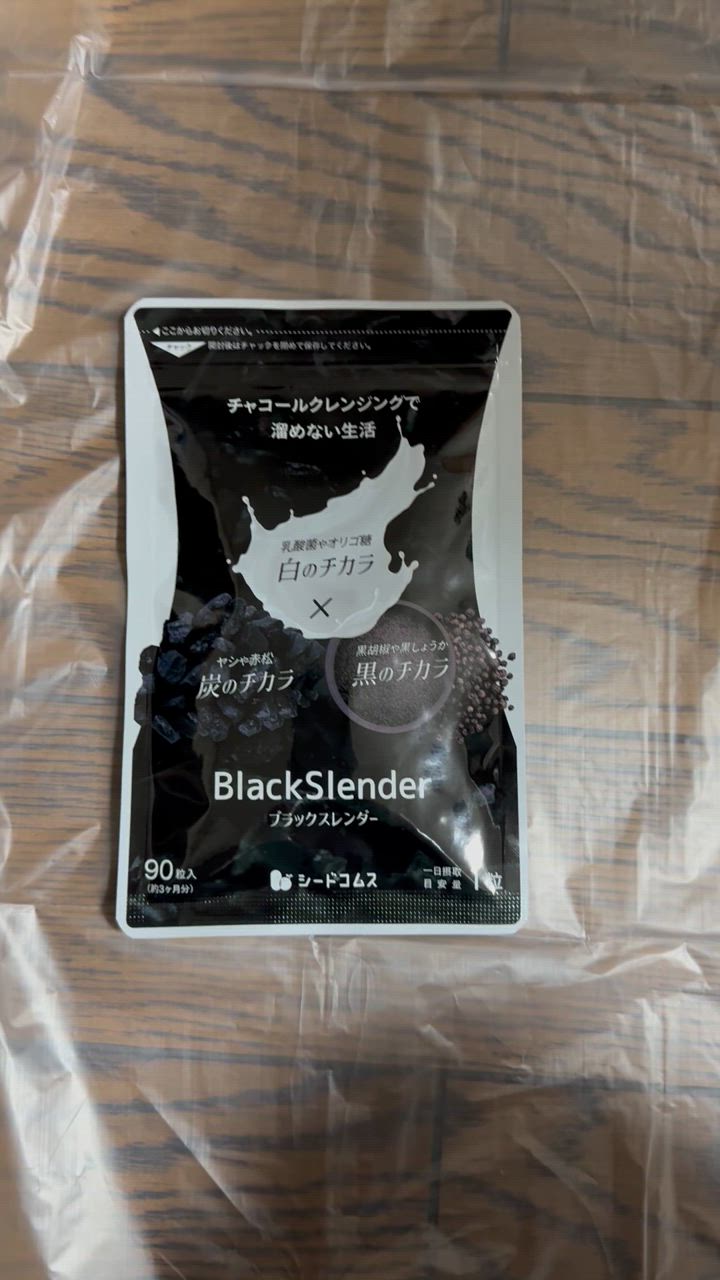 ◀ここからお切りください。
チャック
開封後はチャックを閉めて保存してください。
チャコールクレンジングで
溜めない生活
乳酸菌やオリゴ糖
白のチカラ
×
ヤシや赤松
炭のチカラ
黒胡椒や黒しょうが
黒のチカラ
BlackSlender
ブラックスレンダー
90粒入
(約3ヶ月分)
シードコムス
一日摂取
目安量
1粒